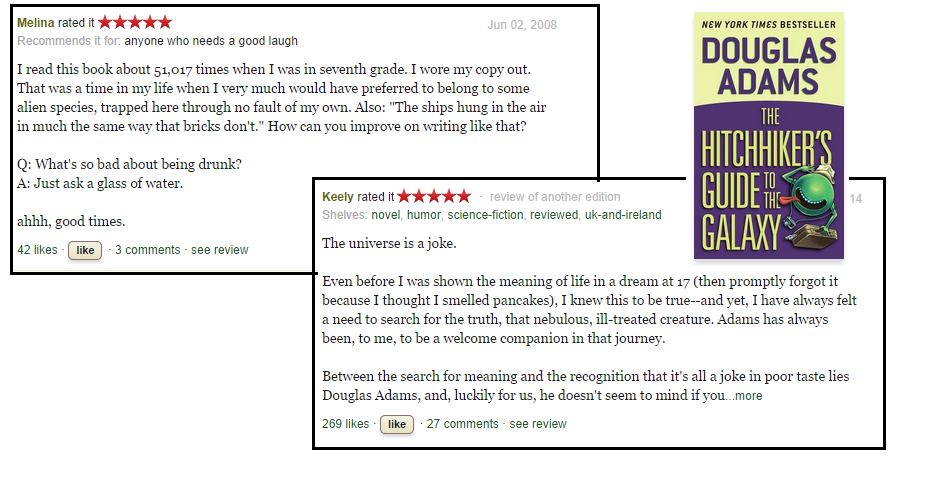 Melina rated it
Jun 02, 2008
Recommends it for: anyone who needs a good laugh
I read this book about 51,017 times when I was in seventh grade. I wore my copy out.
That was a time in my life when I very much would have preferred to belong to some
alien species, trapped here through no fault of my own. Also: "The ships hung in the air
in much the same way that bricks don't." How can you improve on writing like that?
Q: What's so bad about being drunk?
A: Just ask a glass of water.
ahhh, good times.
42 likes · like · 3 comments · see review
NEW YORK TIMES BESTSELLER
DOUGLAS
ADAMS
THE
HITCHHIKER'S
GUIDE TO THE
GALAXY
Keely rated it · review of another edition
14
Shelves: novel, humor, science-fiction, reviewed, uk-and-ireland
The universe is a joke.
Even before I was shown the meaning of life in a dream at 17 (then promptly forgot it
because I thought I smelled pancakes), I knew this to be true--and yet, I have always felt
a need to search for the truth, that nebulous, ill-treated creature. Adams has always
been, to me, to be a welcome companion in that journey.
Between the search for meaning and the recognition that it's all a joke in poor taste lies
Douglas Adams, and, luckily for us, he doesn't seem to mind if you...more
269 likes · like · 27 comments · see review